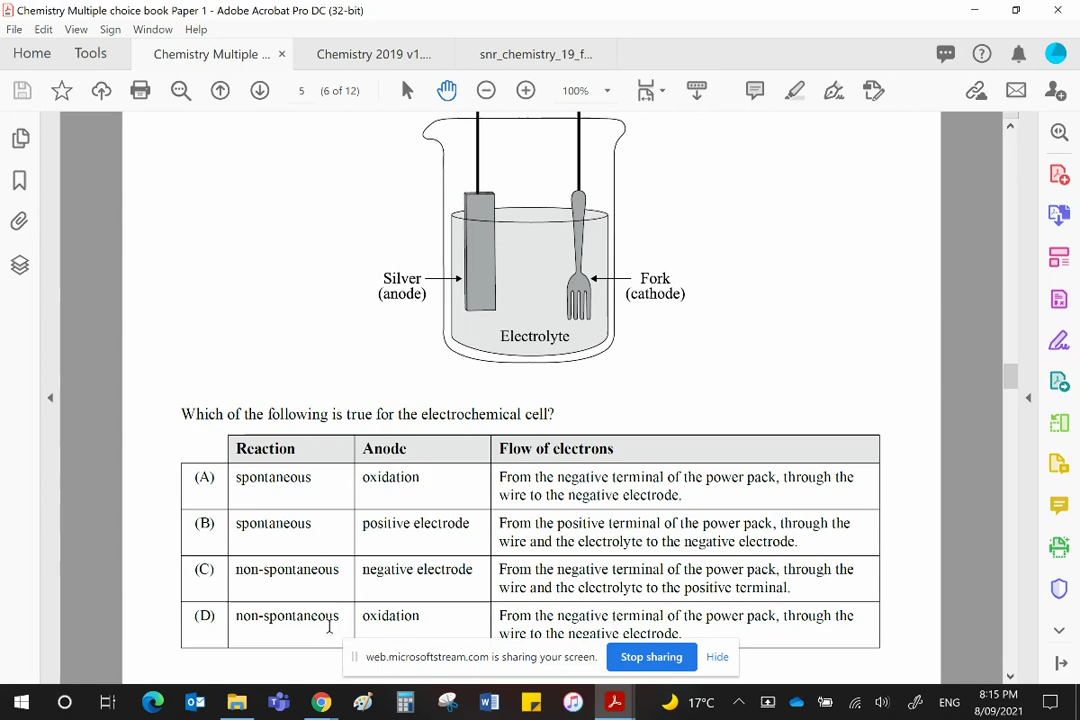 Chemistry Multiple choice book Paper 1 - Adobe Acrobat Pro DC (32-bit)
File Edit View Sign Window Help
Home Tools Chemistry Multiple ... × Chemistry 2019 v1.... snr_chemistry_19_f...
5 (6 of 12) 100%
Silver
(anode)
Fork
(cathode)
Electrolyte
Which of the following is true for the electrochemical cell?
Reaction Anode Flow of electrons
(A) spontaneous oxidation From the negative terminal of the power pack, through the
wire to the negative electrode.
(B) spontaneous positive electrode From the positive terminal of the power pack, through the
wire and the electrolyte to the negative electrode.
(C) non-spontaneous negative electrode From the negative terminal of the power pack, through the
wire and the electrolyte to the positive terminal.
(D) non-spontaneous oxidation From the negative terminal of the power pack, through the
wire to the negative electrode.
web.microsoftstream.com is sharing your screen. Stop sharing Hide
17°C ENG 8:15 PM
8/09/2021